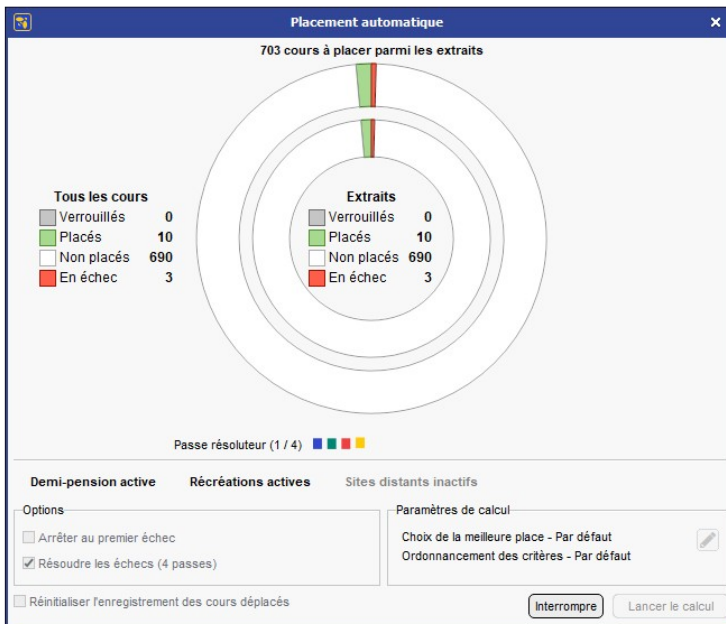 Placement automatique
703 cours à placer parmi les extraits
Tous les cours
Verrouillés 0
Placés 10
Non placés 690
En échec 3
Extraits
Verrouillés 0
Placés 10
Non placés 690
En échec 3
Passe résoluteur (1 / 4)
Demi-pension active Récréations actives Sites distants inactifs
Options
Arrêter au premier échec
Résoudre les échecs (4 passes)
Paramètres de calcul
Choix de la meilleure place - Par défaut
Ordonnancement des critères - Par défaut
Réinitialiser l'enregistrement des cours déplacés
Interrompre Lancer le calcul